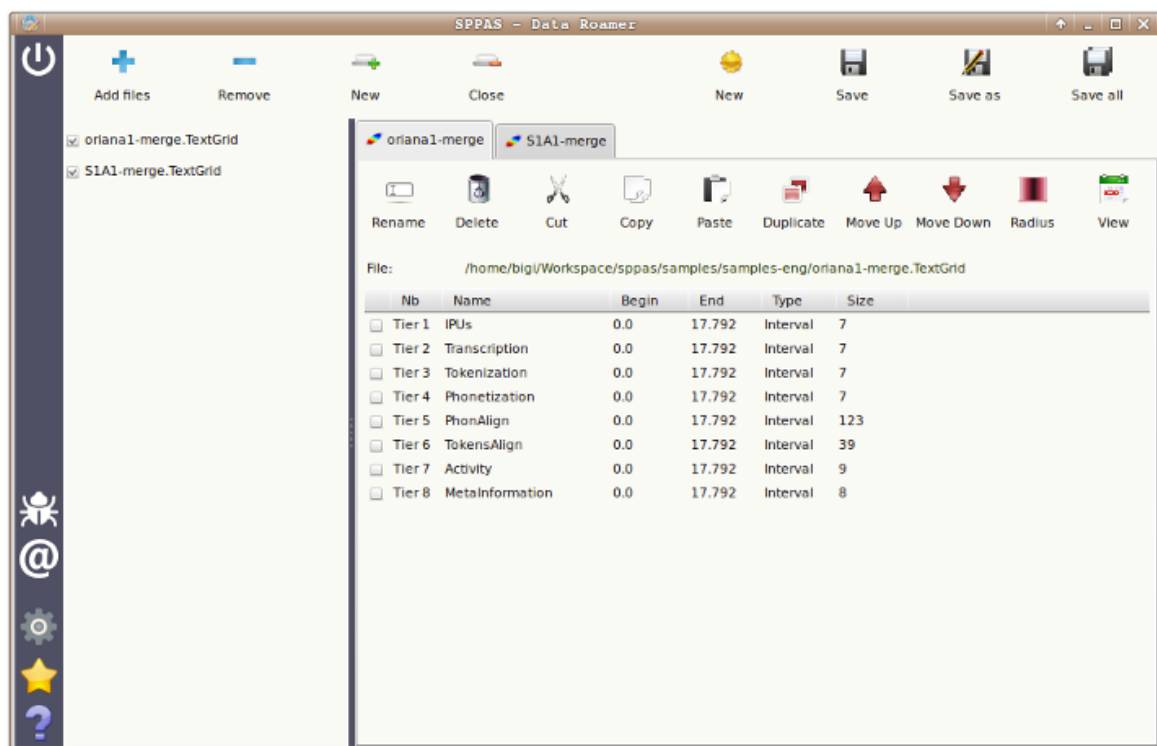 SPPAS - Data Roamer
Add files Remove New Close New Save Save as Save all
oriana1-merge.TextGrid
S1A1-merge.TextGrid
oriana1-merge S1A1-merge
Rename Delete Cut Copy Paste Duplicate Move Up Move Down Radius View
File: /home/bigi/Workspace/sppas/samples/samples-eng/oriana1-merge.TextGrid
Nb Name Begin End Type Size
Tier 1 IPUs 0.0 17.792 Interval 7
Tier 2 Transcription 0.0 17.792 Interval 7
Tier 3 Tokenization 0.0 17.792 Interval 7
Tier 4 Phonetization 0.0 17.792 Interval 7
Tier 5 PhonAlign 0.0 17.792 Interval 123
Tier 6 TokensAlign 0.0 17.792 Interval 39
Tier 7 Activity 0.0 17.792 Interval 9
Tier 8 MetaInformation 0.0 17.792 Interval 8
@
?